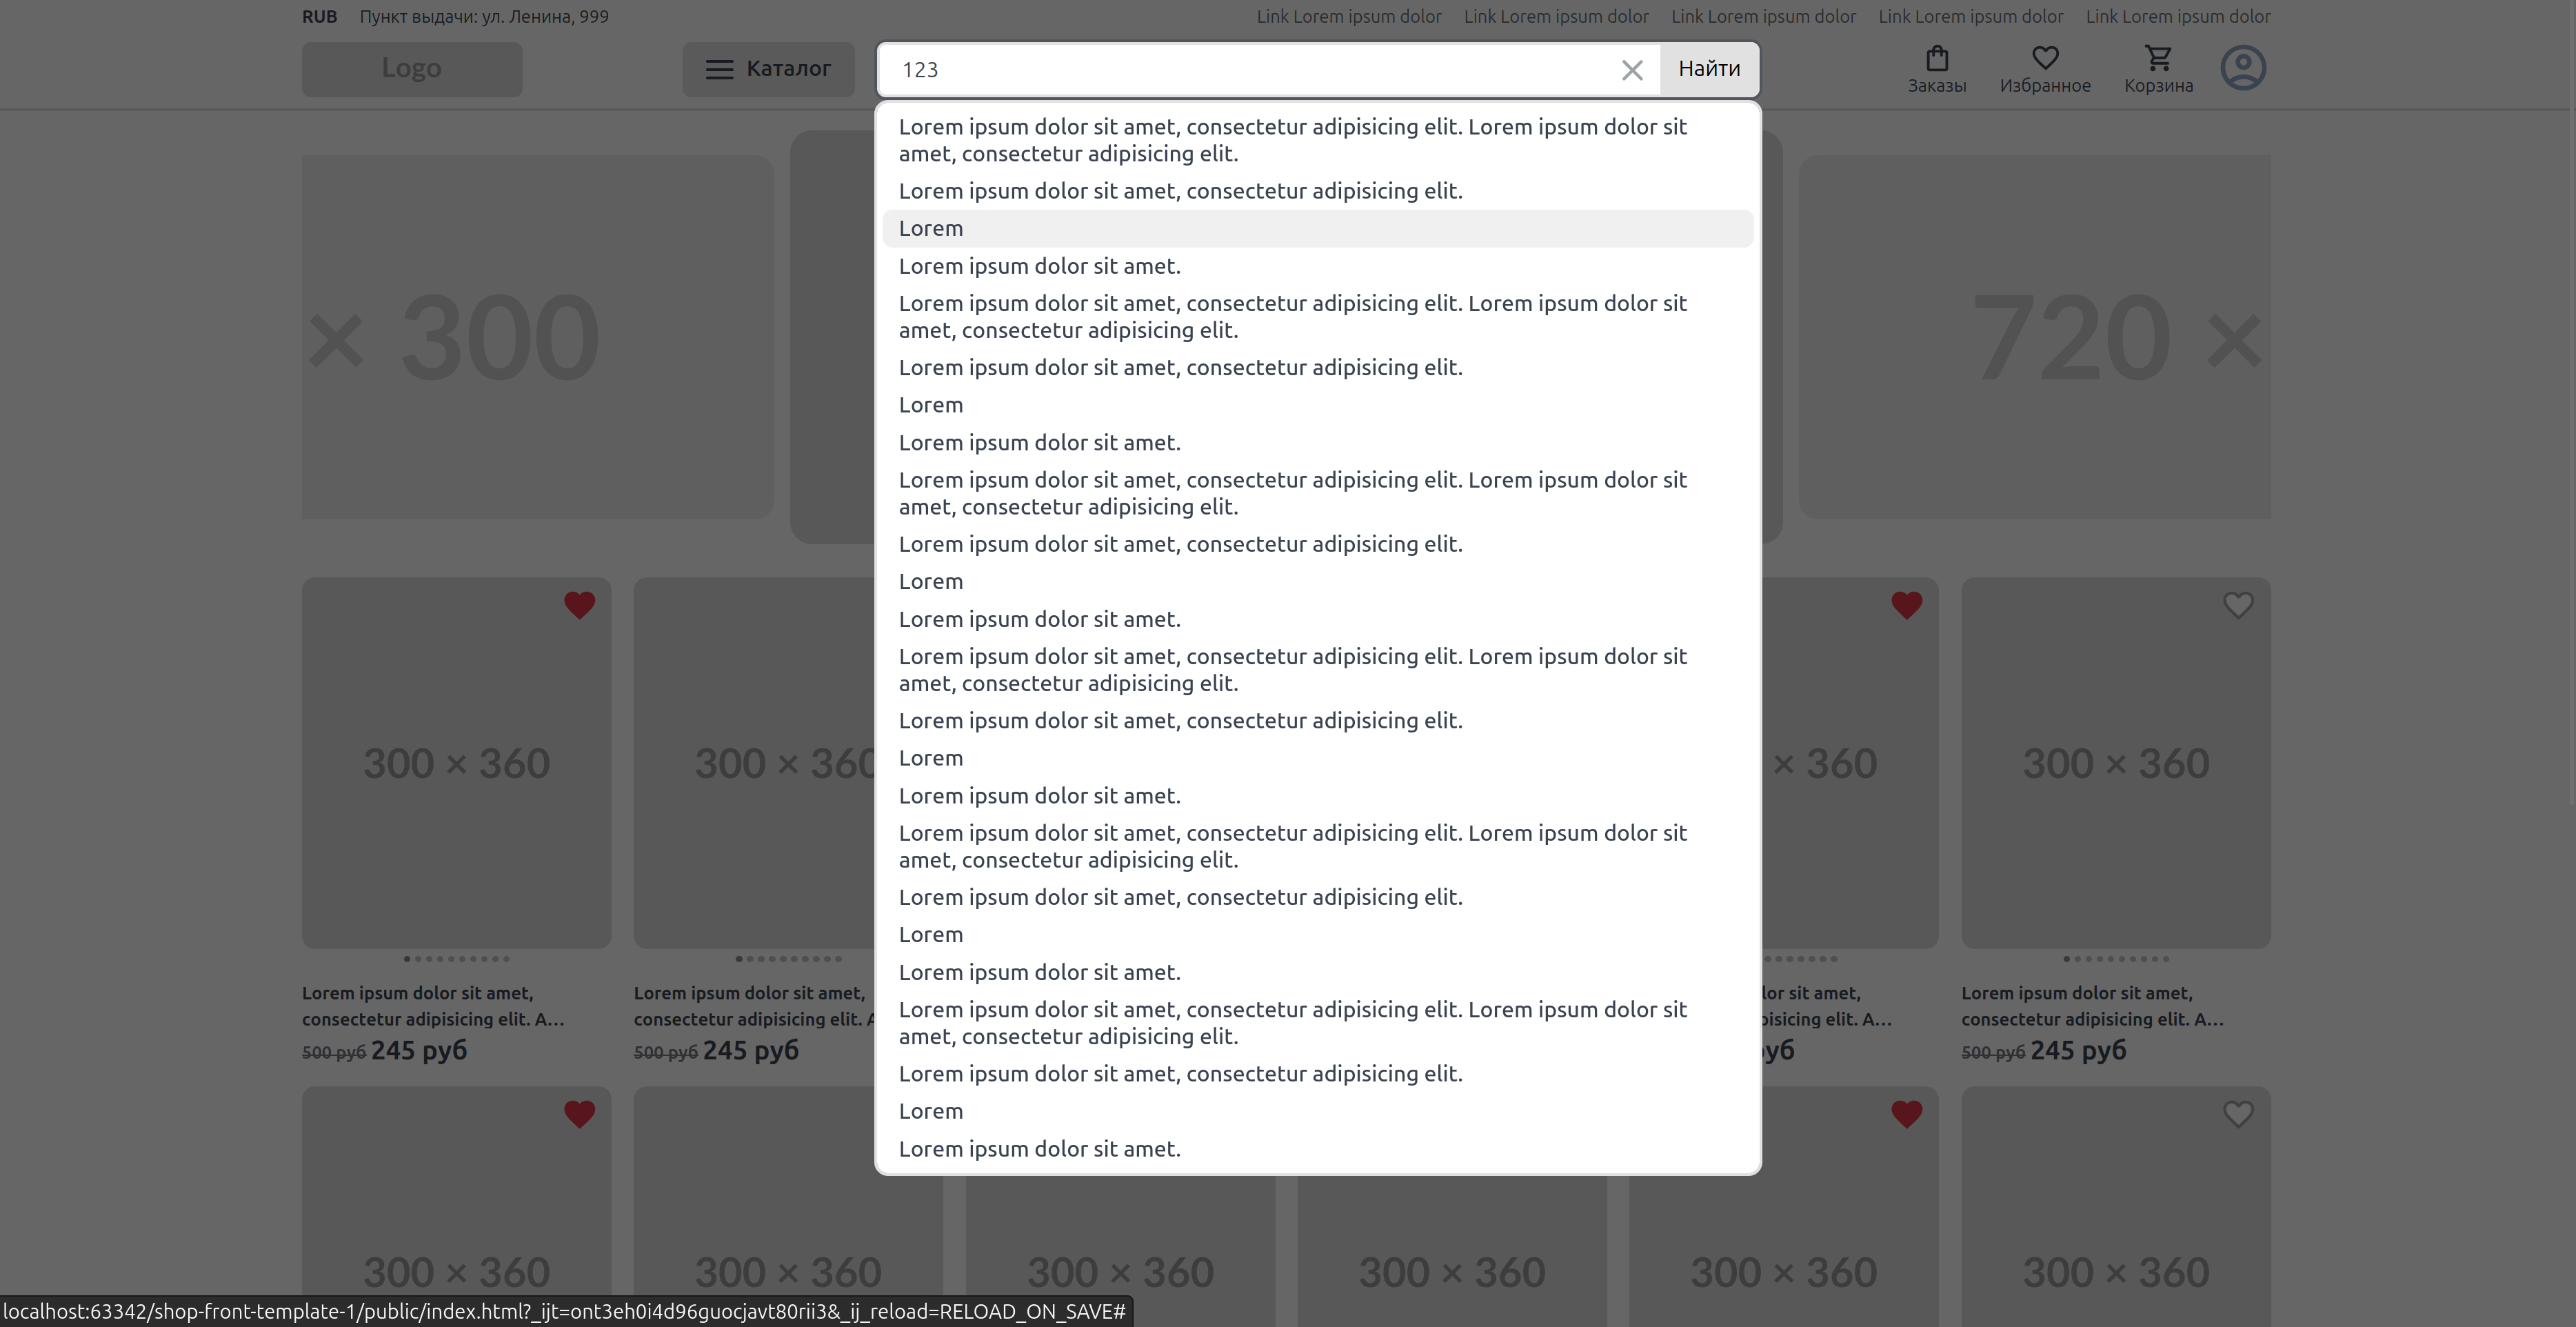 RUB Пункт выдачи: ул. Ленина, 999 Link Lorem ipsum dolor Link Lorem ipsum dolor Link Lorem ipsum dolor Link Lorem ipsum dolor Link Lorem ipsum dolor
Logo Каталог 123 Найти Заказы Избранное Корзина
Lorem ipsum dolor sit amet, consectetur adipisicing elit. Lorem ipsum dolor sit
amet, consectetur adipisicing elit.
Lorem ipsum dolor sit amet, consectetur adipisicing elit.
Lorem
Lorem ipsum dolor sit amet.
Lorem ipsum dolor sit amet, consectetur adipisicing elit. Lorem ipsum dolor sit
amet, consectetur adipisicing elit.
Lorem ipsum dolor sit amet, consectetur adipisicing elit.
Lorem
Lorem ipsum dolor sit amet.
Lorem ipsum dolor sit amet, consectetur adipisicing elit. Lorem ipsum dolor sit
amet, consectetur adipisicing elit.
Lorem ipsum dolor sit amet, consectetur adipisicing elit.
Lorem
Lorem ipsum dolor sit amet.
Lorem ipsum dolor sit amet, consectetur adipisicing elit. Lorem ipsum dolor sit
amet, consectetur adipisicing elit.
Lorem ipsum dolor sit amet, consectetur adipisicing elit.
Lorem
Lorem ipsum dolor sit amet.
Lorem ipsum dolor sit amet, consectetur adipisicing elit. Lorem ipsum dolor sit
amet, consectetur adipisicing elit.
Lorem ipsum dolor sit amet, consectetur adipisicing elit.
Lorem
Lorem ipsum dolor sit amet.
Lorem ipsum dolor sit amet, consectetur adipisicing elit. Lorem ipsum dolor sit
amet, consectetur adipisicing elit.
Lorem ipsum dolor sit amet, consectetur adipisicing elit.
Lorem
Lorem ipsum dolor sit amet.
× 300 720 ×
300 × 360 300 × 360 × 360 300 × 360
Lorem ipsum dolor sit amet, Lorem ipsum dolor sit amet, lor sit amet, Lorem ipsum dolor sit amet,
consectetur adipisicing elit. A... consectetur adipisicing elit. A pisicing elit. A... consectetur adipisicing elit. A...
500 руб 245 руб 500 руб 245 руб уб 500 руб 245 руб
300 × 360 300 × 360 300 × 360 300 × 360 300 × 360 300 × 360
localhost:63342/shop-front-template-1/public/index.html?_ijt=ont3eh0i4d96guocjavt80rii3&_ij_reload=RELOAD_ON_SAVE#